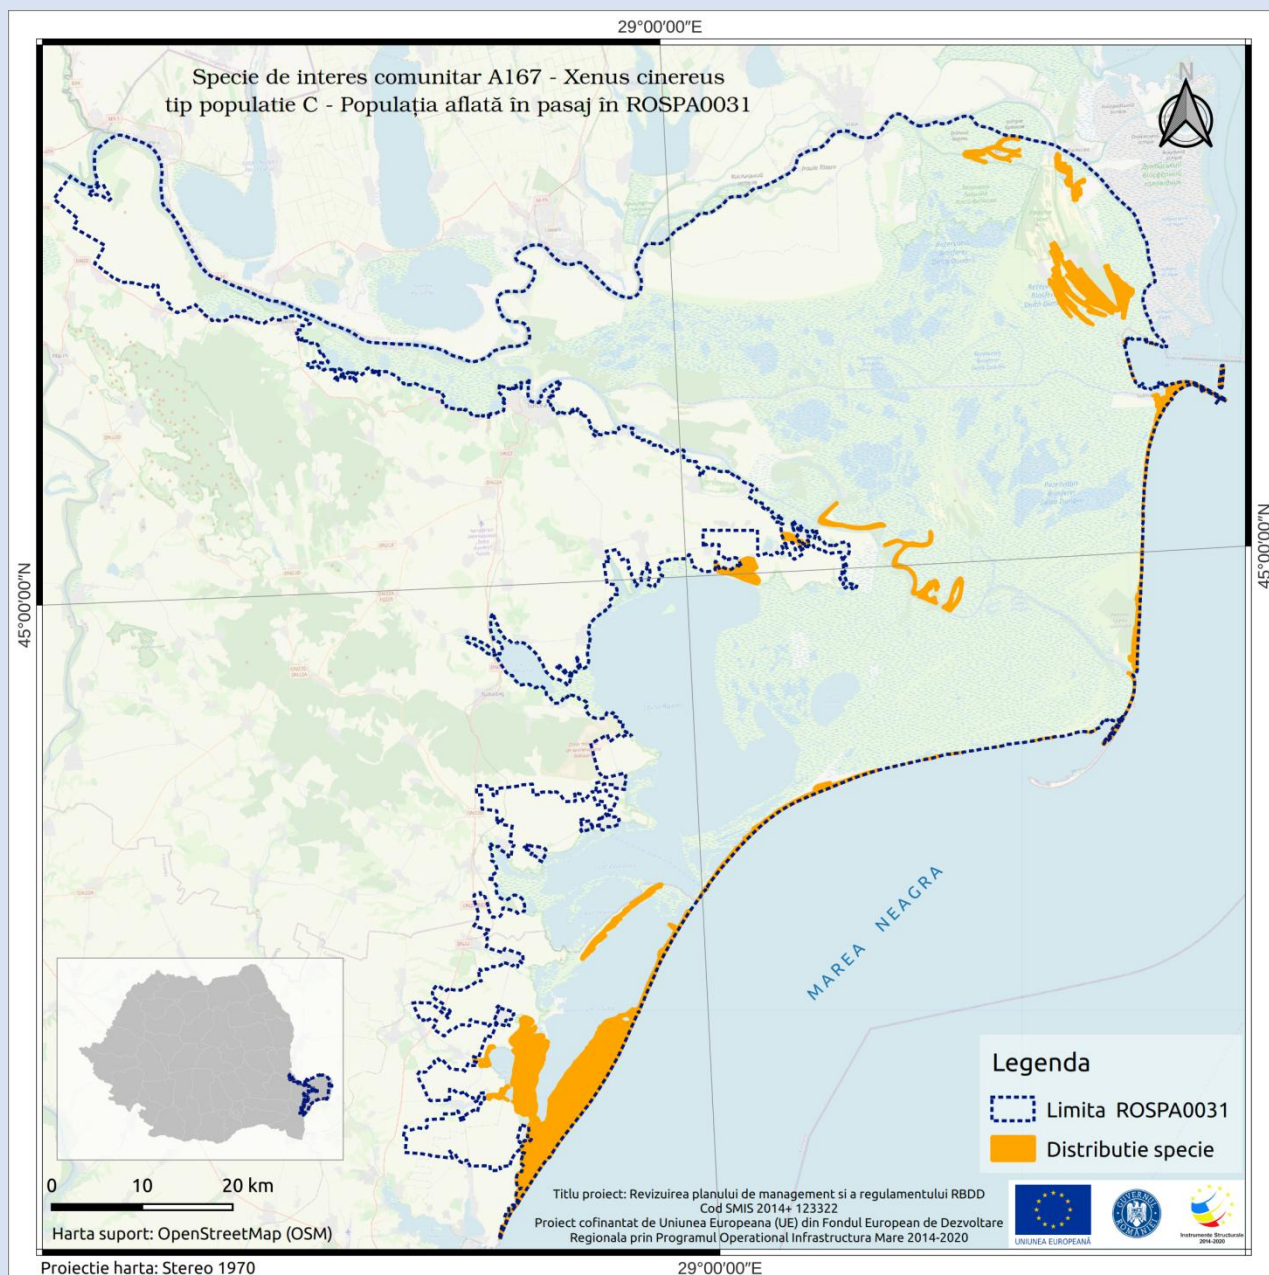 29°00′00″E
Specie de interes comunitar A167 - Xenus cinereus
tip populatie C - Populația aflată în pasaj în ROSPA0031
N
45°00′00″N
45°00′00″N
MAREA NEAGRA
Legenda
Limita ROSPA0031
Distributie specie
0 10 20 km
Harta suport: OpenStreetMap (OSM)
Titlu proiect: Revizuirea planului de management si a regulamentului RBDD
Cod SMIS 2014+ 123322
Proiect cofinantat de Uniunea Europeana (UE) din Fondul European de Dezvoltare
Regionala prin Programul Operational Infrastructura Mare 2014-2020
UNIUNEA EUROPEANĂ
GUVERNUL ROMÂNIEI
Instrumente Structurale
2014-2020
Proiectie harta: Stereo 1970
29°00′00″E